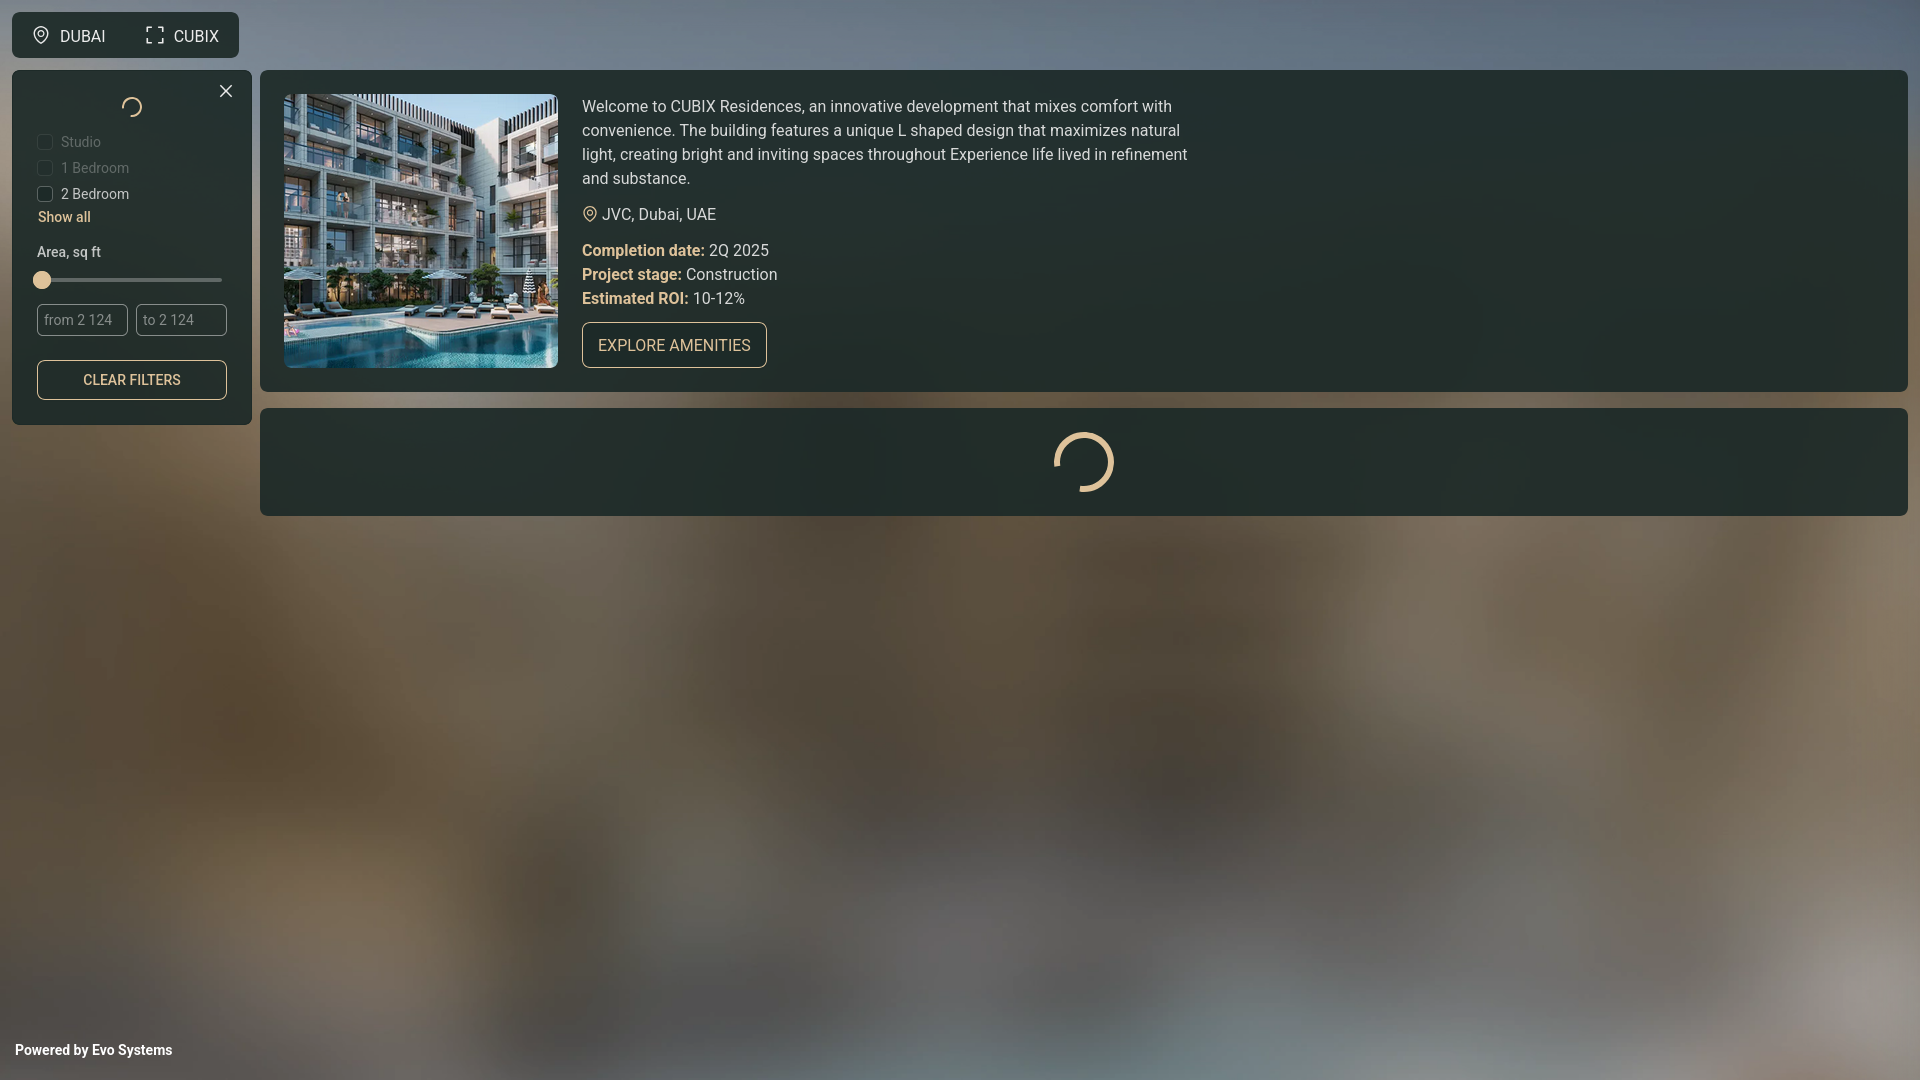 DUBAI
CUBIX
Studio
1 Bedroom
2 Bedroom
Show all
Area, sq ft
from 2 124
to 2 124
CLEAR FILTERS
Welcome to CUBIX Residences, an innovative development that mixes comfort with
convenience. The building features a unique L shaped design that maximizes natural
light, creating bright and inviting spaces throughout Experience life lived in refinement
and substance.
JVC, Dubai, UAE
Completion date: 2Q 2025
Project stage: Construction
Estimated ROI: 10-12%
EXPLORE AMENITIES
Powered by Evo Systems